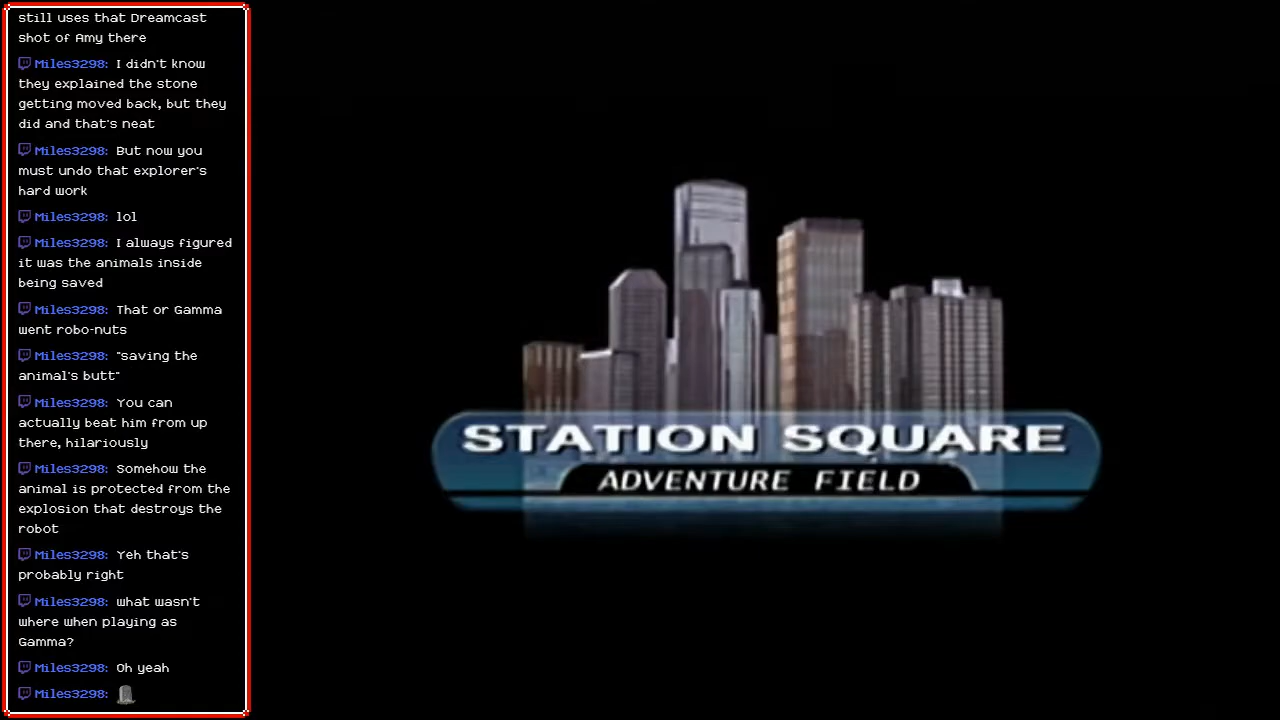 still uses that Dreamcast
shot of Amy there
Miles3298: I didn't know
they explained the stone
getting moved back, but they
did and that's neat
Miles3298: But now you
must undo that explorer's
hard work
Miles3298: lol
Miles3298: I always figured
it was the animals inside
being saved
Miles3298: That or Gamma
went robo-nuts
Miles3298: "saving the
animal's butt"
Miles3298: You can
actually beat him from up
there, hilariously
Miles3298: Somehow the
animal is protected from the
explosion that destroys the
robot
Miles3298: Yeh that's
probably right
Miles3298: what wasn't
where when playing as
Gamma?
Miles3298: Oh yeah
Miles3298:
STATION SQUARE
ADVENTURE FIELD